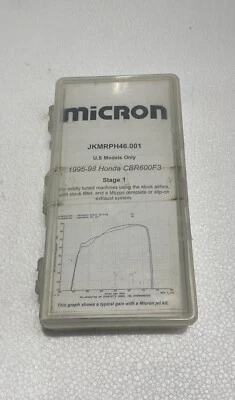 MICRON
JKMRPH46.001
U.S Models Only
1995-98 Honda CBR600F3
Stage 1
For mildly tuned machines using the stock airbox,
with stock filter, and a Micron complete or slip-on
exhaust system.
This graph shows a typical gain with a Micron jet kit.